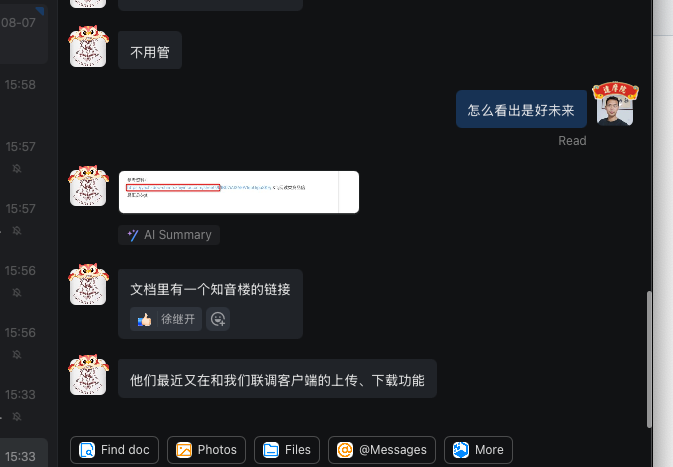 08-07
不用管
15:58
怎么看出是好未来
达摩院
Read
15:57
15:57
AI Summary
15:56
文档里有一个知音楼的链接
徐继开
15:56
他们最近又在和我们联调客户端的上传、下载功能
15:33
15:33
Find doc
Photos
Files
@Messages
More